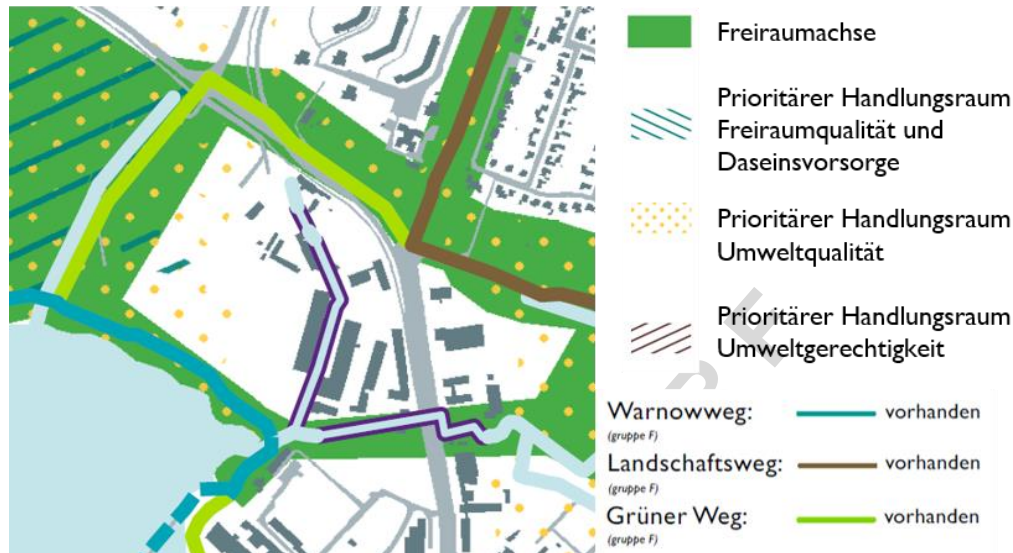 Freiraumachse
Prioritärer Handlungsraum
Freiraumqualität und
Daseinsvorsorge
Prioritärer Handlungsraum
Umweltqualität
Prioritärer Handlungsraum
Umweltgerechtigkeit
Warnowweg: vorhanden
(gruppe F)
Landschaftsweg: vorhanden
(gruppe F)
Grüner Weg: vorhanden
(gruppe F)